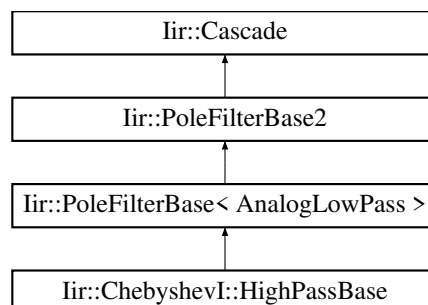 Iir::Cascade
Iir::PoleFilterBase2
Iir::PoleFilterBase< AnalogLowPass >
Iir::ChebyshevI::HighPassBase